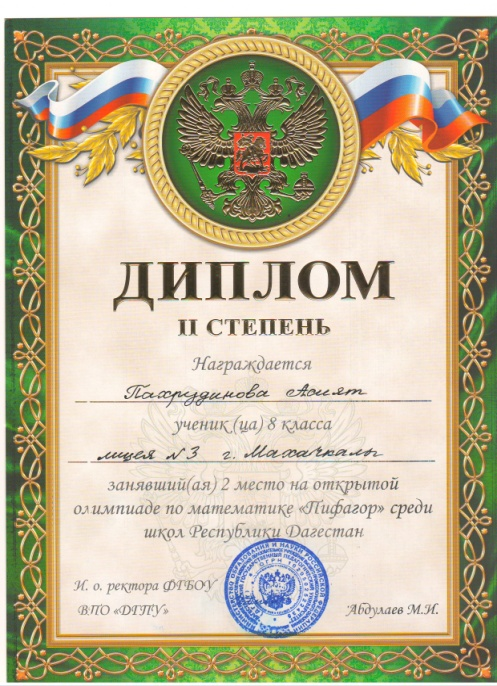 ДИПЛОМ
II СТЕПЕНЬ
Награждается
Пахрудинова Асият
ученик (ца) 8 класса
лицея №3 г. Махачкалы
занявший(ая) 2 место на открытой
олимпиаде по математике «Пифагор» среди
школ Республики Дагестан
И. о. ректора ФГБОУ
ВПО «ДГПУ»
Абдулаев М.И.